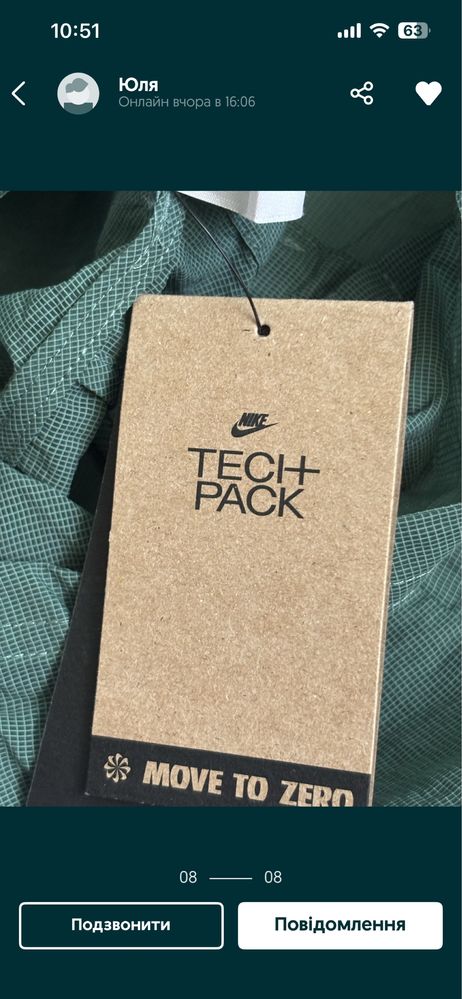 10:51
63
Юля
Онлайн вчора в 16:06
NIKE
TECH
PACK
MOVE TO ZERO
08
08
Подзвонити
Повідомлення